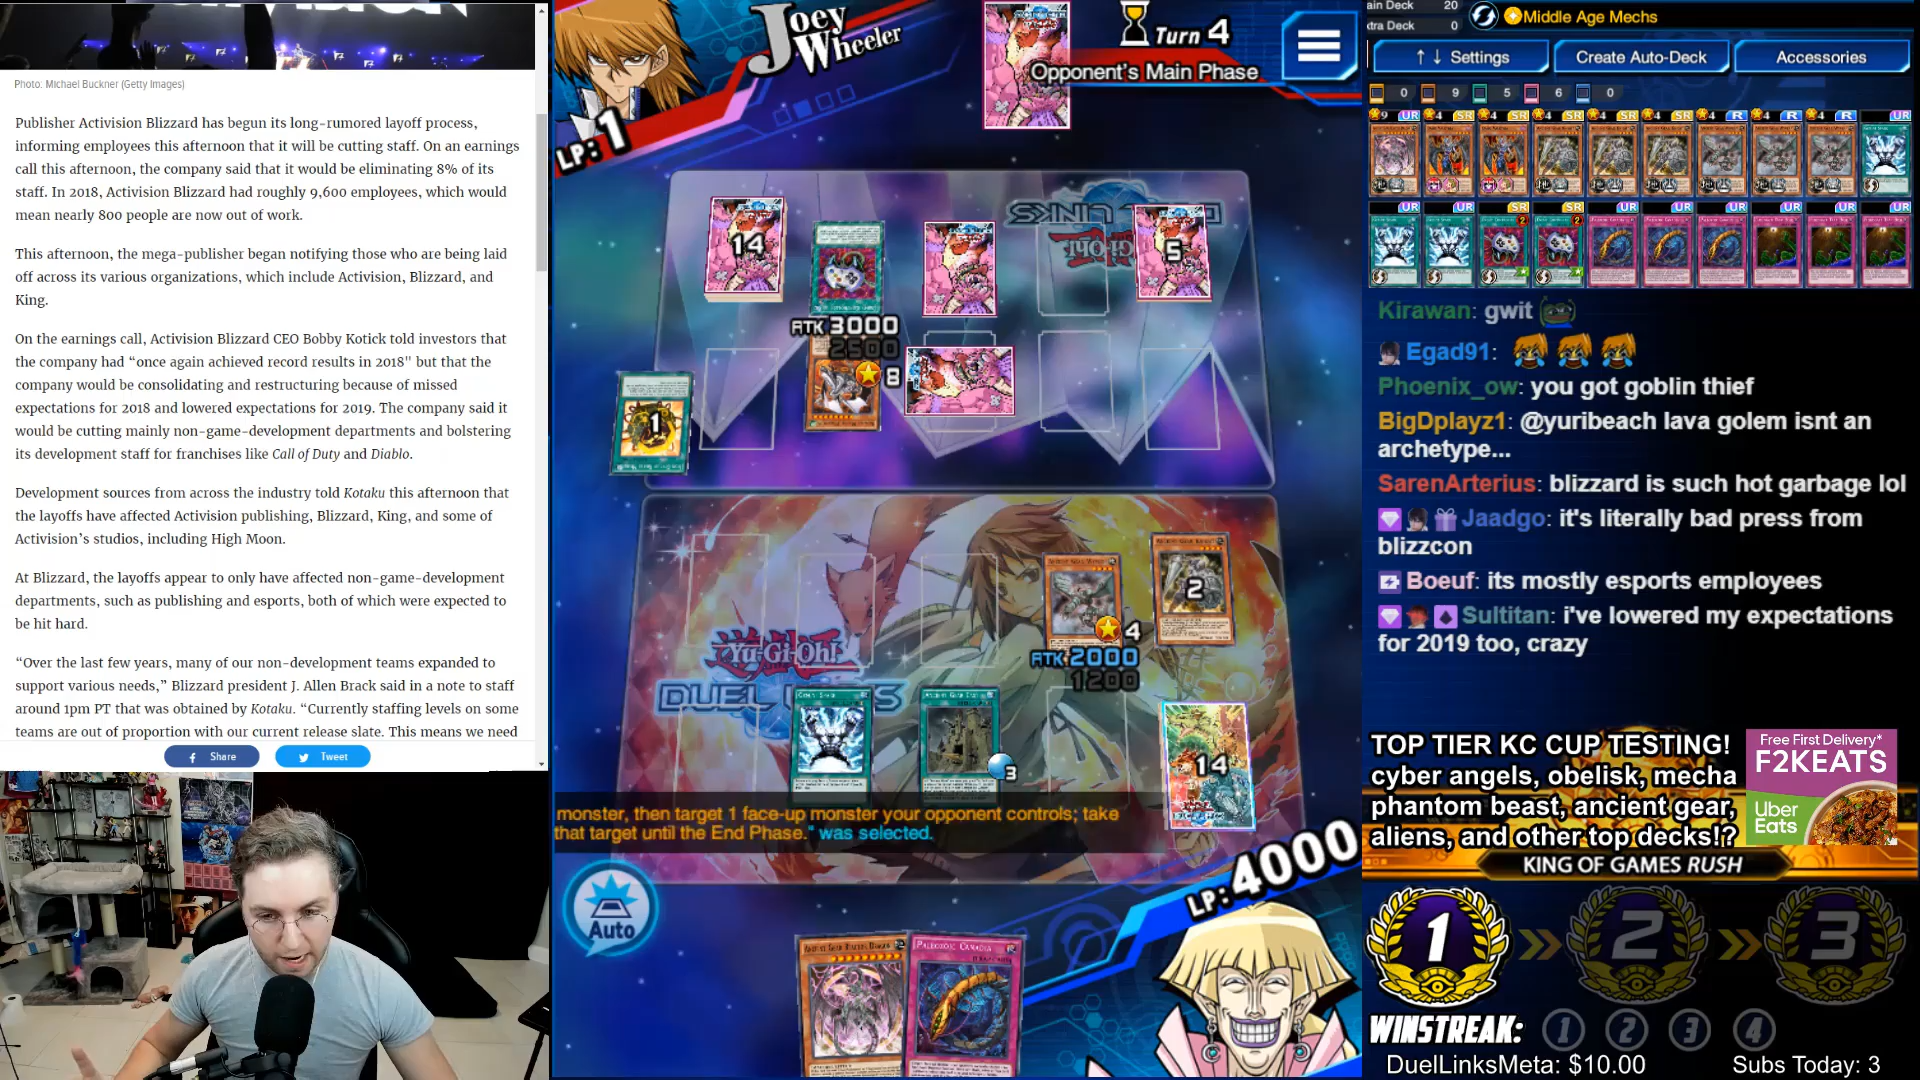 Photo: Michael Buckner (Getty Images)
Publisher Activision Blizzard has begun its long-rumored layoff process,
informing employees this afternoon that it will be cutting staff. On an earnings
call this afternoon, the company said that it would be eliminating 8% of its
staff. In 2018, Activision Blizzard had roughly 9,600 employees, which would
mean nearly 800 people are now out of work.
This afternoon, the mega-publisher began notifying those who are being laid
off across its various organizations, which include Activision, Blizzard, and
King.
On the earnings call, Activision Blizzard CEO Bobby Kotick told investors that
the company had “once again achieved record results in 2018" but that the
company would be consolidating and restructuring because of missed
expectations for 2018 and lowered expectations for 2019. The company said it
would be cutting mainly non-game-development departments and bolstering
its development staff for franchises like Call of Duty and Diablo.
Development sources from across the industry told Kotaku this afternoon that
the layoffs have affected Activision publishing, Blizzard, King, and some of
Activision’s studios, including High Moon.
At Blizzard, the layoffs appear to only have affected non-game-development
departments, such as publishing and esports, both of which were expected to
be hit hard.
“Over the last few years, many of our non-development teams expanded to
support various needs,” Blizzard president J. Allen Brack said in a note to staff
around 1pm PT that was obtained by Kotaku. “Currently staffing levels on some
teams are out of proportion with our current release slate. This means we need
Share
Tweet
Joey
Wheeler
LP: 1
Turn 4
Opponent's Main Phase
14
5
ATK 3000
2500
8
1
2
4
ATK 2000
1200
Yu-Gi-Oh!
DUEL LINKS
3
14
monster, then target 1 face-up monster your opponent controls; take
that target until the End Phase." was selected.
LP: 4000
Auto
Paleozoic Canadia
ain Deck 20
xtra Deck 0
Middle Age Mechs
↑↓ Settings
Create Auto-Deck
Accessories
0 9 5 6 0
Kirawan: gwit
Egad91:
Phoenix_ow: you got goblin thief
BigDplayz1: @yuribeach lava golem isnt an
archetype...
SarenArterius: blizzard is such hot garbage lol
Jaadgo: it's literally bad press from
blizzcon
Boeuf: its mostly esports employees
Sultitan: i've lowered my expectations
for 2019 too, crazy
TOP TIER KC CUP TESTING!
cyber angels, obelisk, mecha
phantom beast, ancient gear,
aliens, and other top decks!?
Free First Delivery*
F2KEATS
Uber
Eats
KING OF GAMES RUSH
1 2 3
WINSTREAK: 1 2 3 4
DuelLinksMeta: $10.00
Subs Today: 3